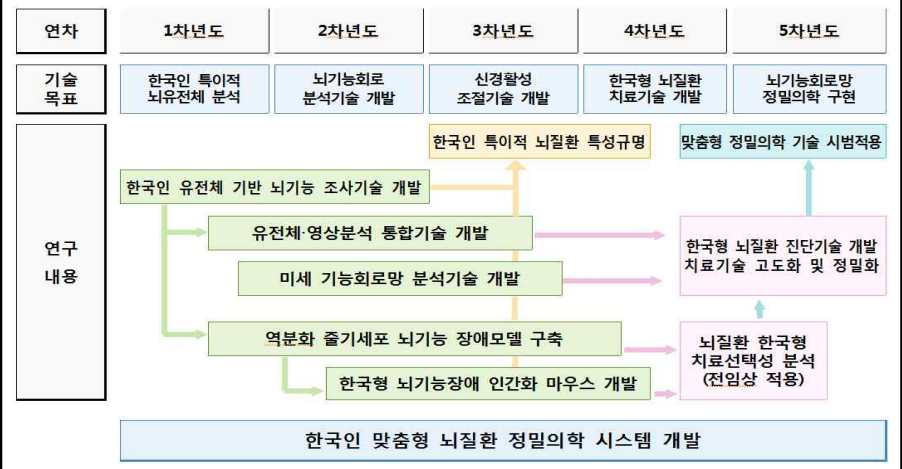 연차
1차년도
2차년도
3차년도
4차년도
5차년도
기술
목표
한국인 특이적
뇌유전체 분석
뇌기능회로
분석기술 개발
신경활성
조절기술 개발
한국형 뇌질환
치료기술 개발
뇌기능회로망
정밀의학 구현
연구
내용
한국인 특이적 뇌질환 특성규명
맞춤형 정밀의학 기술 시범적용
한국인 유전체 기반 뇌기능 조사기술 개발
유전체·영상분석 통합기술 개발
한국형 뇌질환 진단기술 개발
치료기술 고도화 및 정밀화
미세 기능회로망 분석기술 개발
역분화 줄기세포 뇌기능 장애모델 구축
뇌질환 한국형
치료선택성 분석
(전임상 적용)
한국형 뇌기능장애 인간화 마우스 개발
한국인 맞춤형 뇌질환 정밀의학 시스템 개발